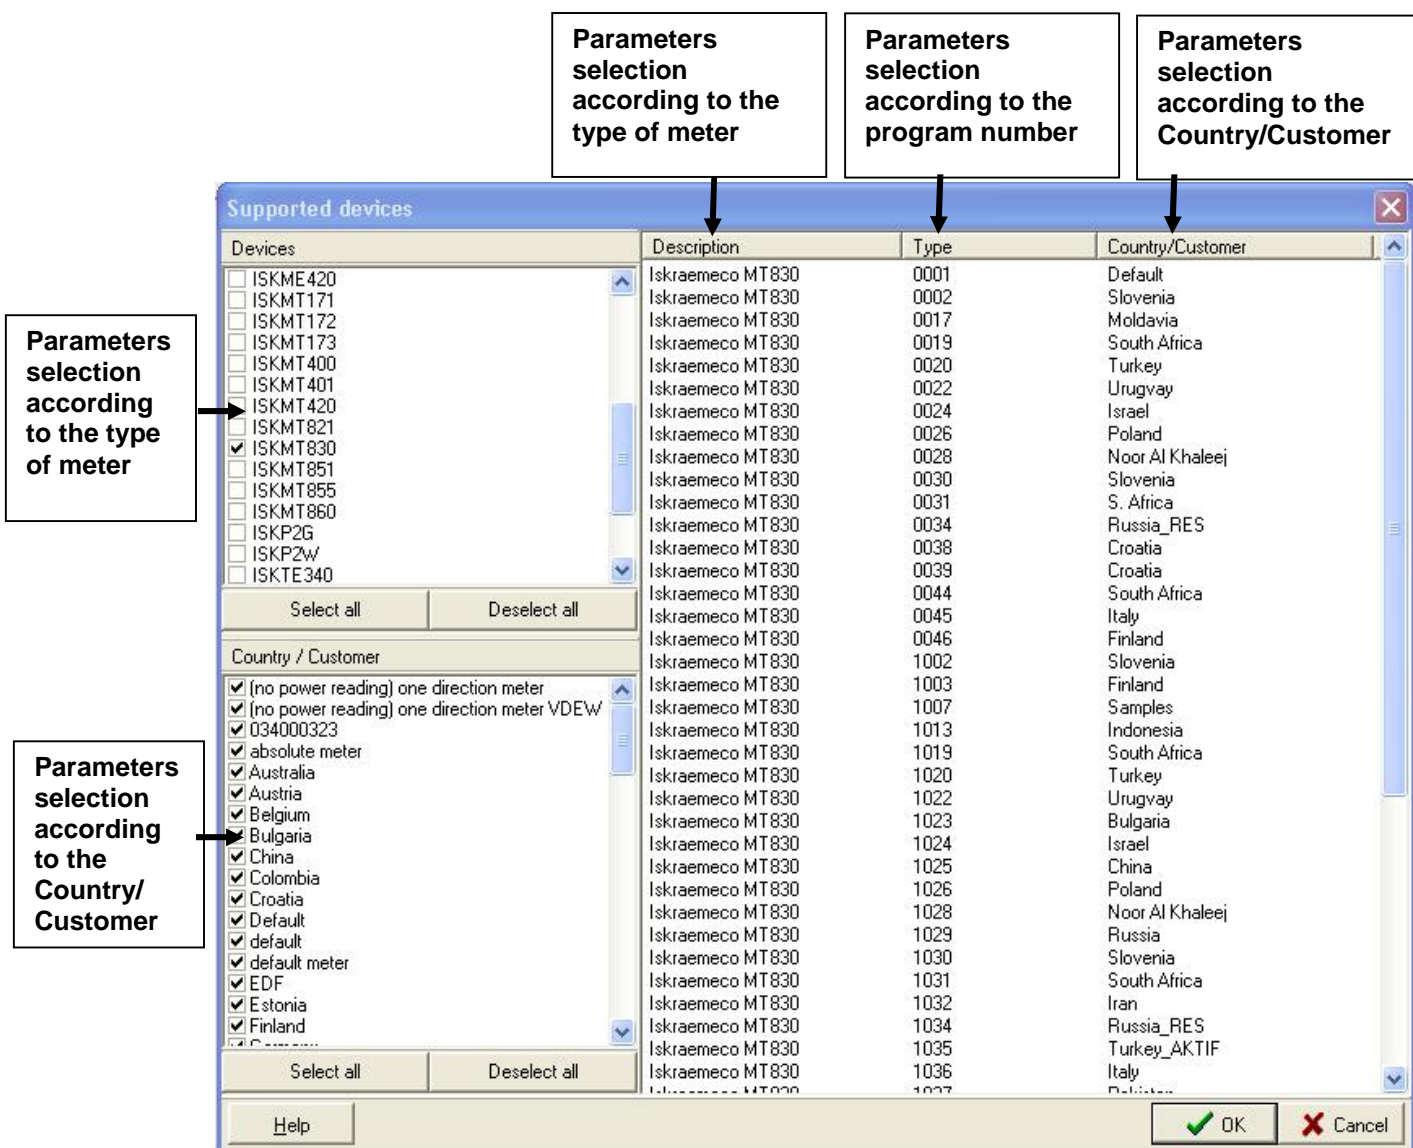 Parameters
selection
according to the
type of meter
Parameters
selection
according to the
program number
Parameters
selection
according to the
Country/Customer
Supported devices
Devices
ISKME420
ISKMT171
ISKMT172
ISKMT173
ISKMT400
ISKMT401
ISKMT420
ISKMT821
ISKMT830
ISKMT851
ISKMT855
ISKMT860
ISKP2G
ISKP2W
ISKTE340
Select all Deselect all
Parameters
selection
according
to the type
of meter
Country / Customer
(no power reading) one direction meter
(no power reading) one direction meter VDEW
034000323
absolute meter
Australia
Austria
Belgium
Bulgaria
China
Colombia
Croatia
Default
default
default meter
EDF
Estonia
Finland
Germany
Select all Deselect all
Parameters
selection
according
to the
Country/
Customer
Description Type Country/Customer
Iskraemeco MT830 0001 Default
Iskraemeco MT830 0002 Slovenia
Iskraemeco MT830 0017 Moldavia
Iskraemeco MT830 0019 South Africa
Iskraemeco MT830 0020 Turkey
Iskraemeco MT830 0022 Urugvay
Iskraemeco MT830 0024 Israel
Iskraemeco MT830 0026 Poland
Iskraemeco MT830 0028 Noor Al Khaleej
Iskraemeco MT830 0030 Slovenia
Iskraemeco MT830 0031 S. Africa
Iskraemeco MT830 0034 Russia_RES
Iskraemeco MT830 0038 Croatia
Iskraemeco MT830 0039 Croatia
Iskraemeco MT830 0044 South Africa
Iskraemeco MT830 0045 Italy
Iskraemeco MT830 0046 Finland
Iskraemeco MT830 1002 Slovenia
Iskraemeco MT830 1003 Finland
Iskraemeco MT830 1007 Samples
Iskraemeco MT830 1013 Indonesia
Iskraemeco MT830 1019 South Africa
Iskraemeco MT830 1020 Turkey
Iskraemeco MT830 1022 Urugvay
Iskraemeco MT830 1023 Bulgaria
Iskraemeco MT830 1024 Israel
Iskraemeco MT830 1025 China
Iskraemeco MT830 1026 Poland
Iskraemeco MT830 1028 Noor Al Khaleej
Iskraemeco MT830 1029 Russia
Iskraemeco MT830 1030 Slovenia
Iskraemeco MT830 1031 South Africa
Iskraemeco MT830 1032 Iran
Iskraemeco MT830 1034 Russia_RES
Iskraemeco MT830 1035 Turkey_AKTIF
Iskraemeco MT830 1036 Italy
Iskraemeco MT830 1037 Pakistan
Help OK Cancel